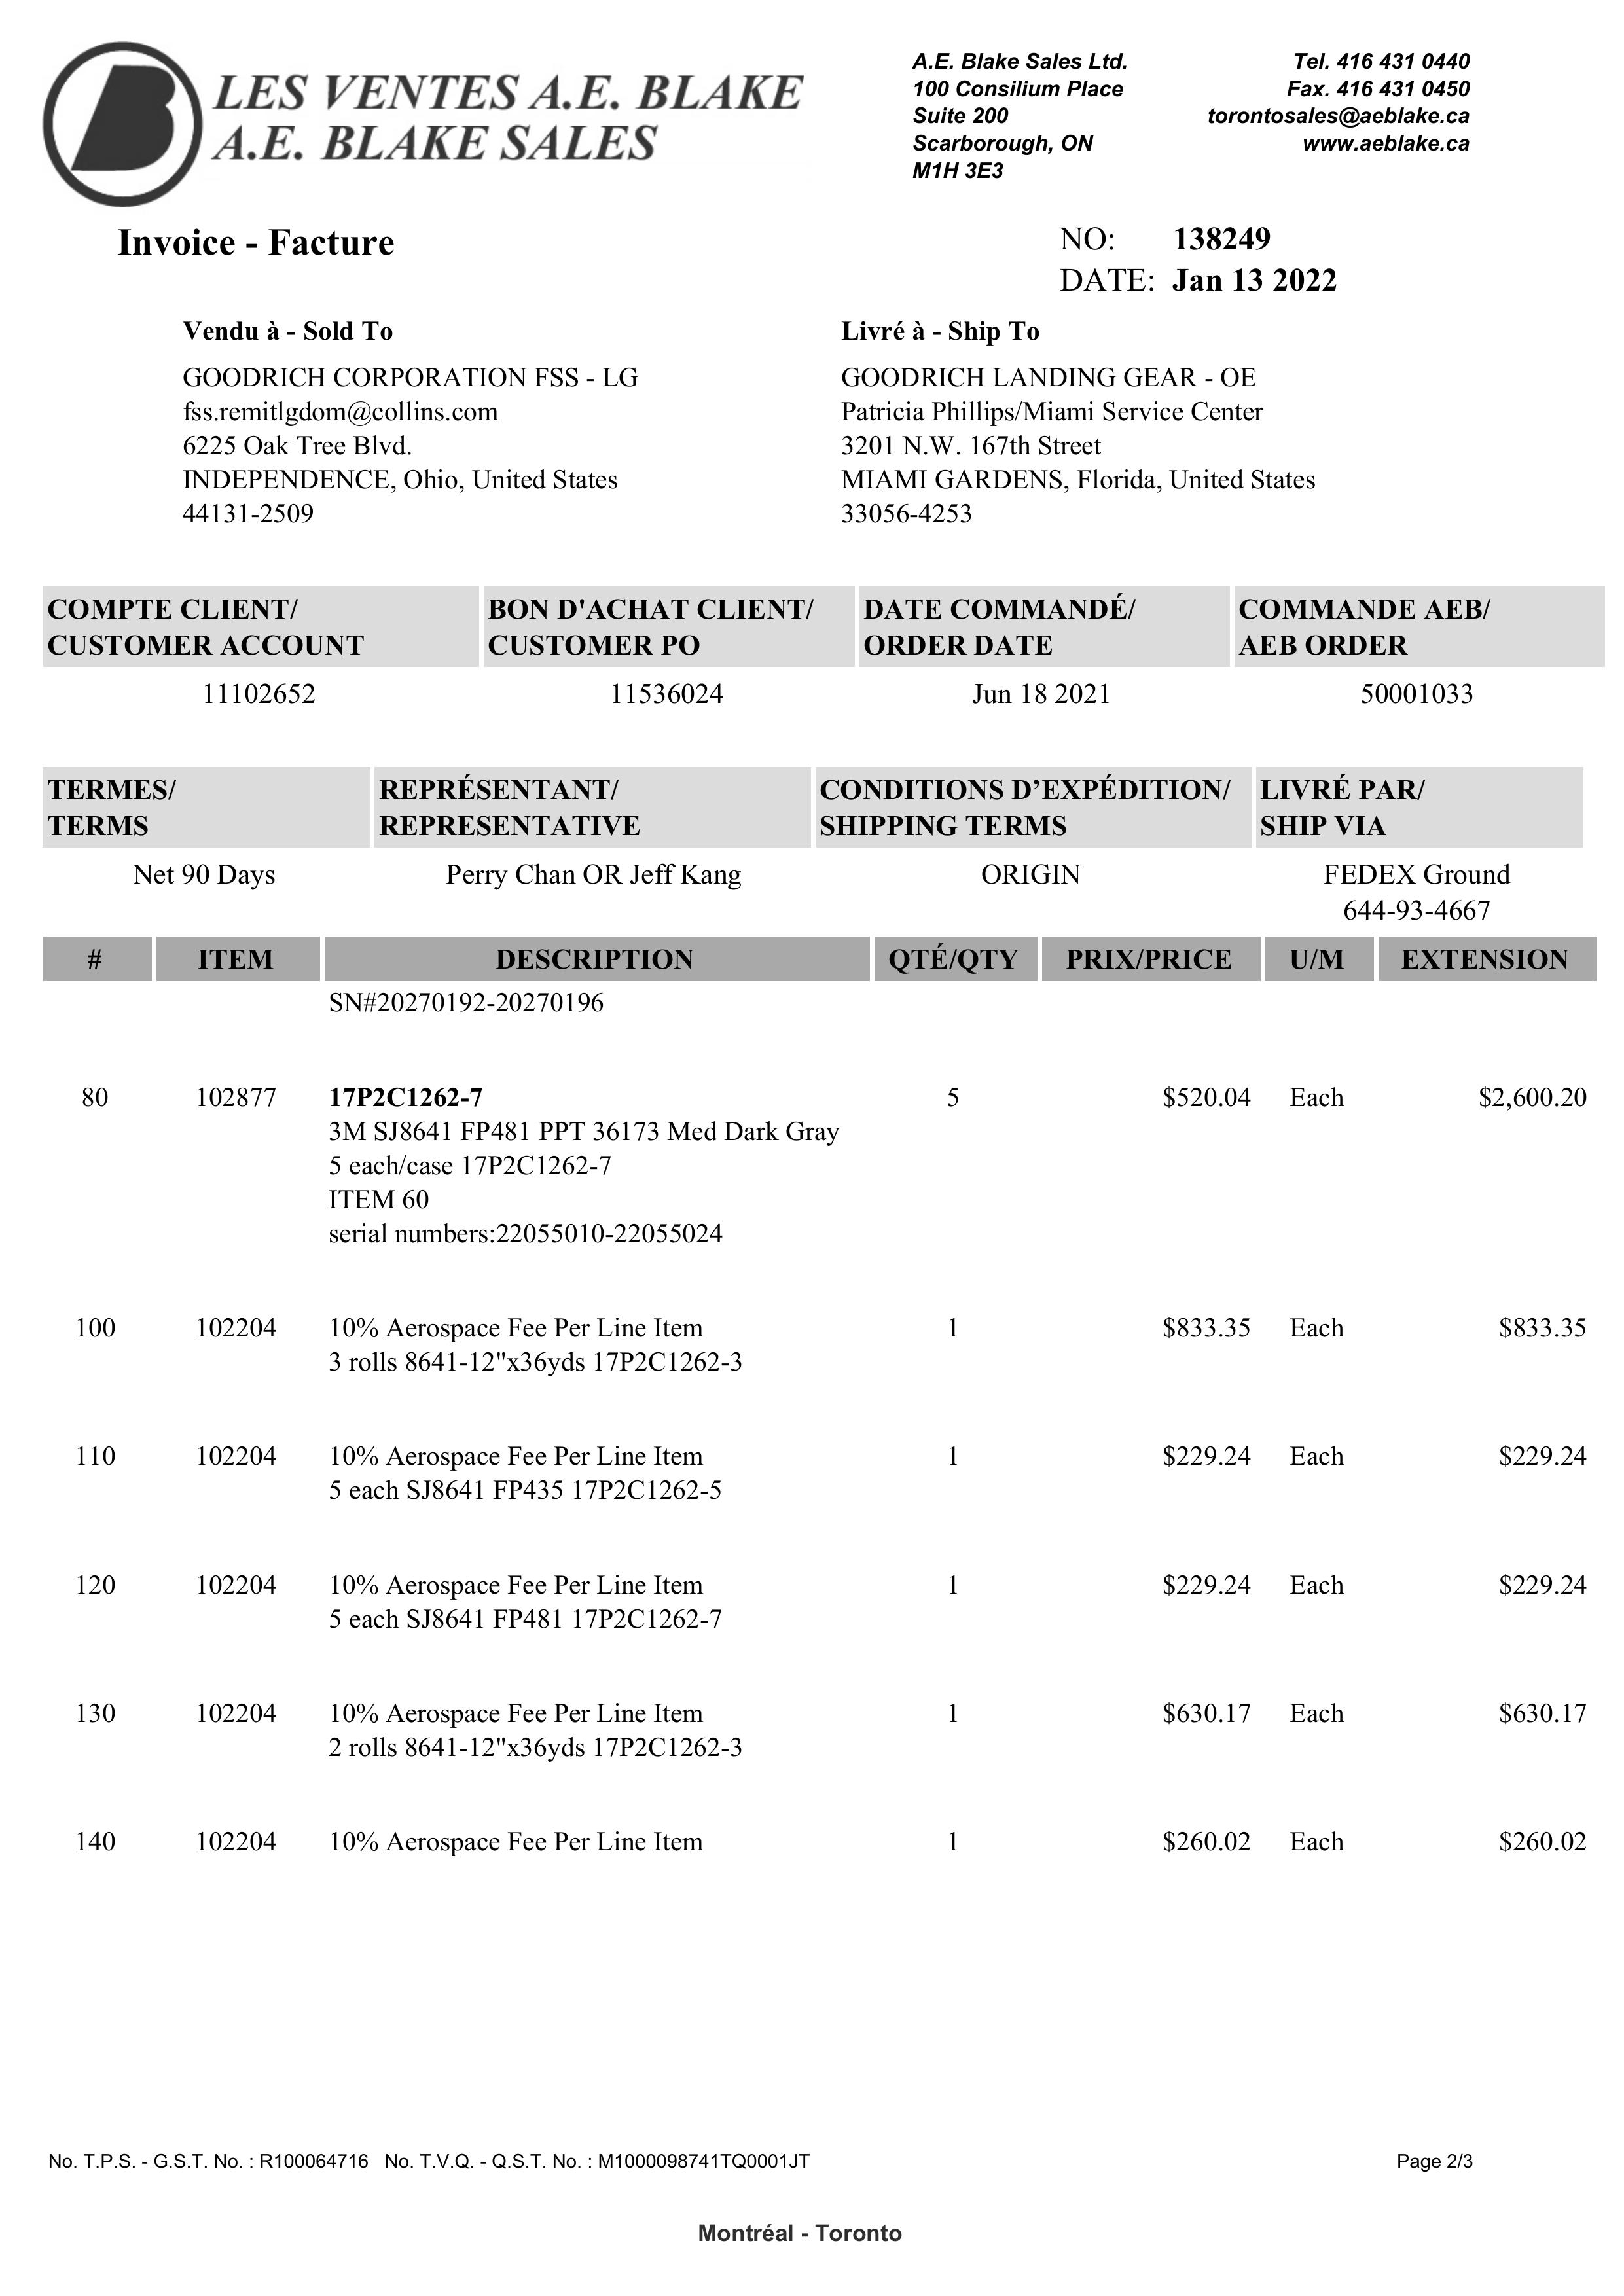 LES VENTES A.E. BLAKE
A.E. BLAKE SALES
A.E. Blake Sales Ltd.
100 Consilium Place
Suite 200
Scarborough, ON
M1H 3E3
Tel. 416 431 0440
Fax. 416 431 0450
torontosales@aeblake.ca
www.aeblake.ca
Invoice - Facture
NO: 138249
DATE: Jan 13 2022
Vendu à - Sold To
GOODRICH CORPORATION FSS - LG
fss.remitlgdom@collins.com
6225 Oak Tree Blvd.
INDEPENDENCE, Ohio, United States
44131-2509
Livré à - Ship To
GOODRICH LANDING GEAR - OE
Patricia Phillips/Miami Service Center
3201 N.W. 167th Street
MIAMI GARDENS, Florida, United States
33056-4253
COMPTE CLIENT/ BON D'ACHAT CLIENT/ DATE COMMANDÉ/ COMMANDE AEB/
CUSTOMER ACCOUNT CUSTOMER PO ORDER DATE AEB ORDER
11102652 11536024 Jun 18 2021 50001033
TERMES/ REPRÉSENTANT/ CONDITIONS D’EXPÉDITION/ LIVRÉ PAR/
TERMS REPRESENTATIVE SHIPPING TERMS SHIP VIA
Net 90 Days Perry Chan OR Jeff Kang ORIGIN FEDEX Ground
644-93-4667
# ITEM DESCRIPTION QTÉ/QTY PRIX/PRICE U/M EXTENSION
SN#20270192-20270196
80 102877 17P2C1262-7 5 $520.04 Each $2,600.20
3M SJ8641 FP481 PPT 36173 Med Dark Gray
5 each/case 17P2C1262-7
ITEM 60
serial numbers:22055010-22055024
100 102204 10% Aerospace Fee Per Line Item 1 $833.35 Each $833.35
3 rolls 8641-12"x36yds 17P2C1262-3
110 102204 10% Aerospace Fee Per Line Item 1 $229.24 Each $229.24
5 each SJ8641 FP435 17P2C1262-5
120 102204 10% Aerospace Fee Per Line Item 1 $229.24 Each $229.24
5 each SJ8641 FP481 17P2C1262-7
130 102204 10% Aerospace Fee Per Line Item 1 $630.17 Each $630.17
2 rolls 8641-12"x36yds 17P2C1262-3
140 102204 10% Aerospace Fee Per Line Item 1 $260.02 Each $260.02
No. T.P.S. - G.S.T. No. : R100064716 No. T.V.Q. - Q.S.T. No. : M1000098741TQ0001JT Page 2/3
Montréal - Toronto